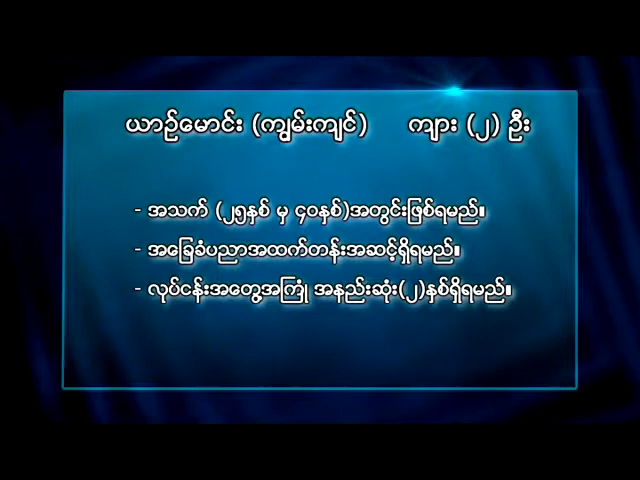 ယာဉ်မောင်း (ကျွမ်းကျင်) ကျား (၂) ဦး
- အသက် (၂၅နှစ် မှ ၄၀နှစ်)အတွင်းဖြစ်ရမည်။
- အခြေခံပညာအထက်တန်းအဆင့်ရှိရမည်။
- လုပ်ငန်းအတွေ့အကြုံ အနည်းဆုံး(၂)နှစ်ရှိရမည်။